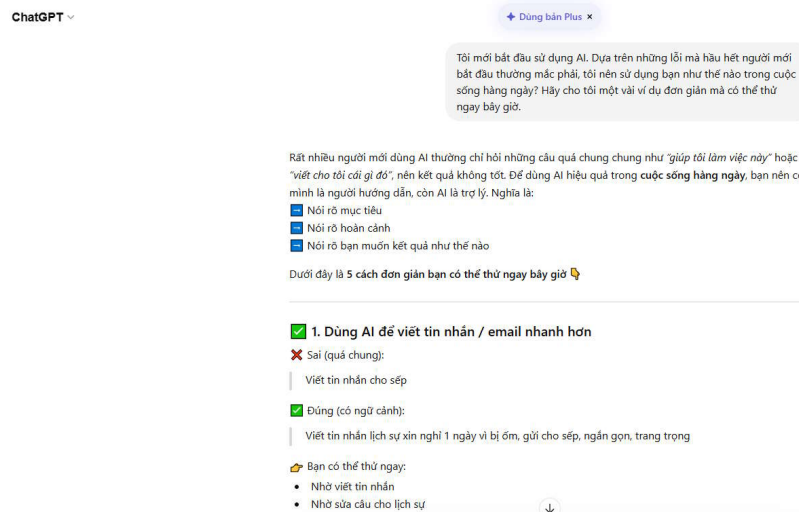 ChatGPT
Dùng bản Plus ×
Tôi mới bắt đầu sử dụng AI. Dựa trên những lỗi mà hầu hết người mới
bắt đầu thường mắc phải, tôi nên sử dụng bạn như thế nào trong cuộc
sống hàng ngày? Hãy cho tôi một vài ví dụ đơn giản mà có thể thử
ngay bây giờ.
Rất nhiều người mới dùng AI thường chỉ hỏi những câu quá chung chung như "giúp tôi làm việc này" hoặc
"viết cho tôi cái gì đó", nên kết quả không tốt. Để dùng AI hiệu quả trong cuộc sống hàng ngày, bạn nên
mình là người hướng dẫn, còn AI là trợ lý. Nghĩa là:
➡️ Nói rõ mục tiêu
➡️ Nói rõ hoàn cảnh
➡️ Nói rõ bạn muốn kết quả như thế nào
Dưới đây là 5 cách đơn giản bạn có thể thử ngay bây giờ 👇
✅ 1. Dùng AI để viết tin nhắn / email nhanh hơn
❌ Sai (quá chung):
Viết tin nhắn cho sếp
✅ Đúng (có ngữ cảnh):
Viết tin nhắn lịch sự xin nghỉ 1 ngày vì bị ốm, gửi cho sếp, ngắn gọn, trang trọng
👉 Bạn có thể thử ngay:
• Nhờ viết tin nhắn
• Nhờ sửa câu cho lịch sự